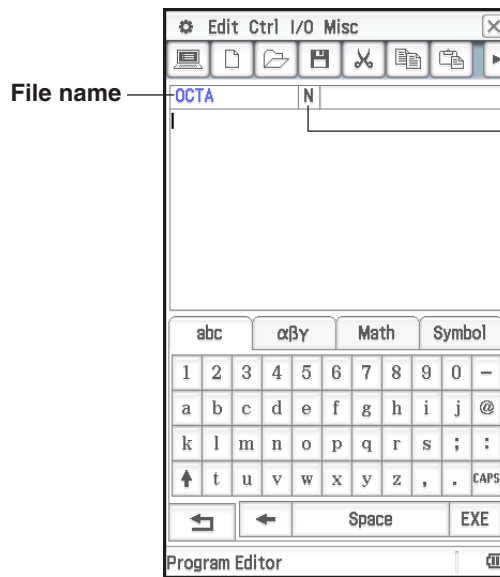 Edit Ctrl I/O Misc
File name
OCTA N
abc αβγ Math Symbol
1 2 3 4 5 6 7 8 9 0 −
a b c d e f g h i j @
k l m n o p q r s ; :
t u v w x y z , . CAPS
Space EXE
Program Editor